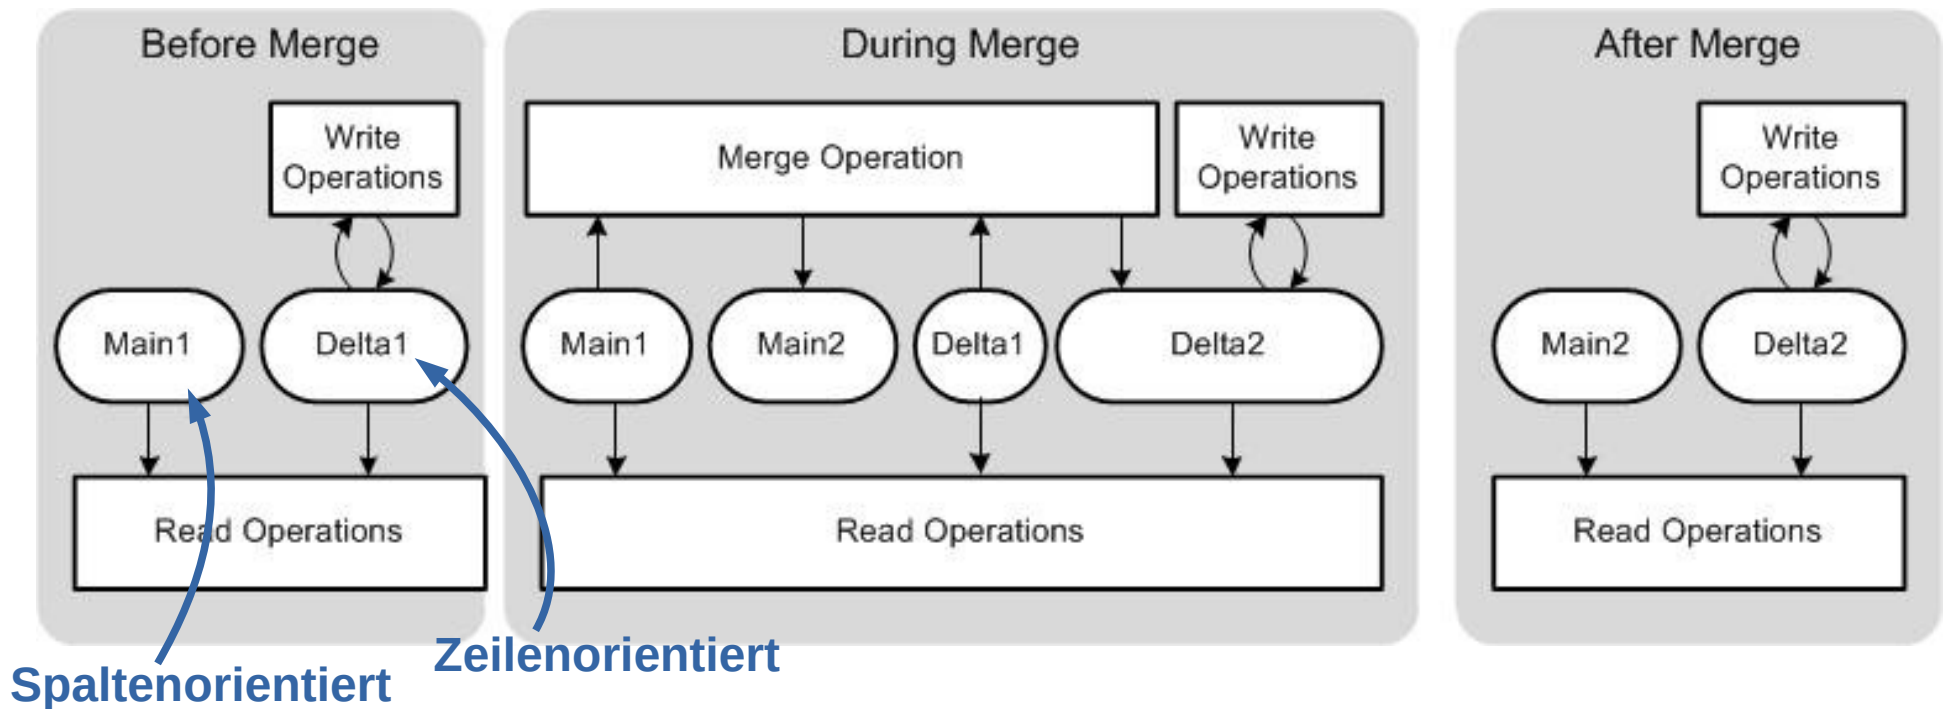 Before Merge
Write
Operations
Main1
Delta1
Read Operations
During Merge
Merge Operation
Write
Operations
Main1
Main2
Delta1
Delta2
Read Operations
After Merge
Write
Operations
Main2
Delta2
Read Operations
Spaltenorientiert
Zeilenorientiert